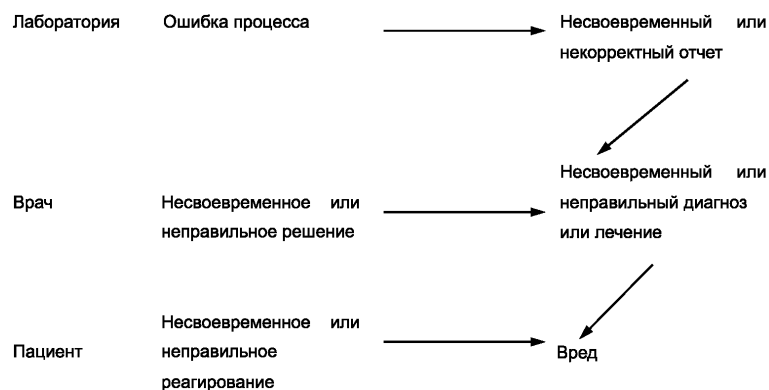 Лаборатория Ошибка процесса Несвоевременный или
некорректный отчет
Несвоевременный или
Врач Несвоевременное или неправильный диагноз
неправильное решение или лечение
Несвоевременное или
Пациент неправильное Вред
реагирование